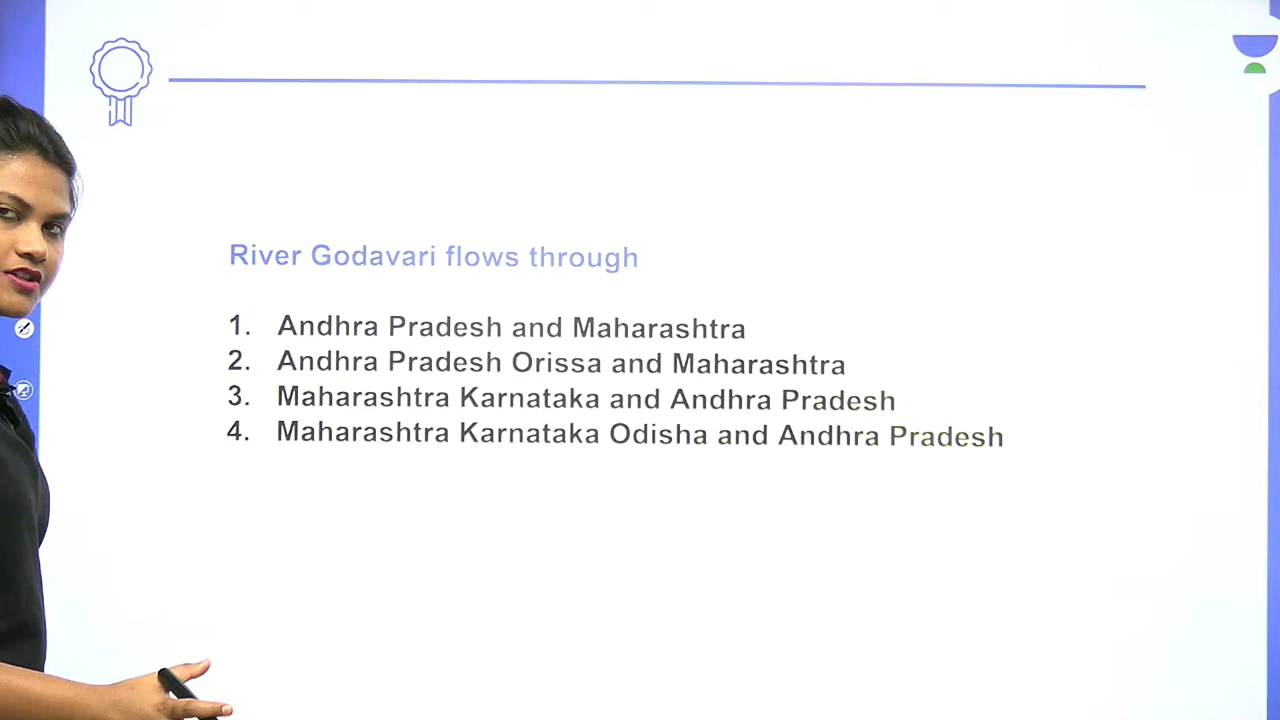 River Godavari flows through
1. Andhra Pradesh and Maharashtra
2. Andhra Pradesh Orissa and Maharashtra
3. Maharashtra Karnataka and Andhra Pradesh
4. Maharashtra Karnataka Odisha and Andhra Pradesh